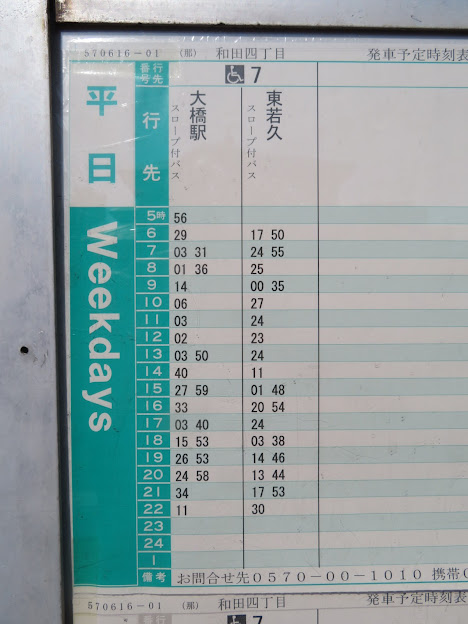 570616-01 (那) 和田四丁目 発車予定時刻表
行先番号 7
平日 行先 大橋駅 スロープ付バス 東若久 スロープ付バス
Weekdays
5時 56
6 29 17 50
7 03 31 24 55
8 01 36 25
9 14 00 35
10 06 27
11 03 24
12 02 23
13 03 50 24
14 40 11
15 27 59 01 48
16 33 20 54
17 03 40 24
18 15 53 03 38
19 26 53 14 46
20 24 58 13 44
21 34 17 53
22 11 30
23
24
1
備考 お問合せ先0570-00-1010 携帯
570616-01 (那) 和田四丁目 発車予定時刻表
7